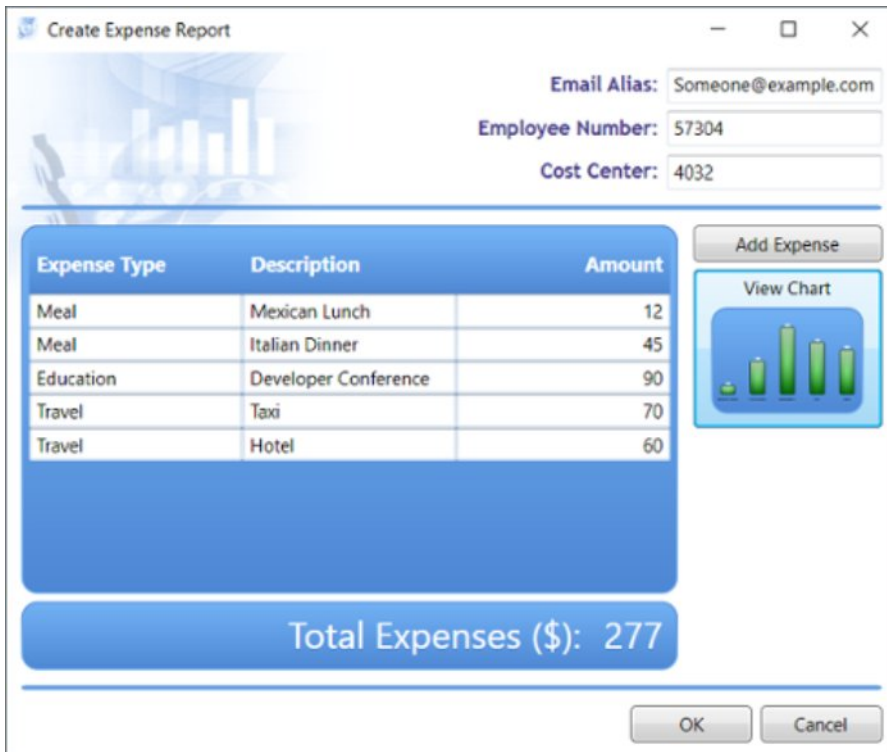 Create Expense Report
Email Alias: Someone@example.com
Employee Number: 57304
Cost Center: 4032
Add Expense
Expense Type Description Amount
View Chart
Meal Mexican Lunch 12
Meal Italian Dinner 45
Education Developer Conference 90
Travel Taxi 70
Travel Hotel 60
Total Expenses ($): 277
OK Cancel